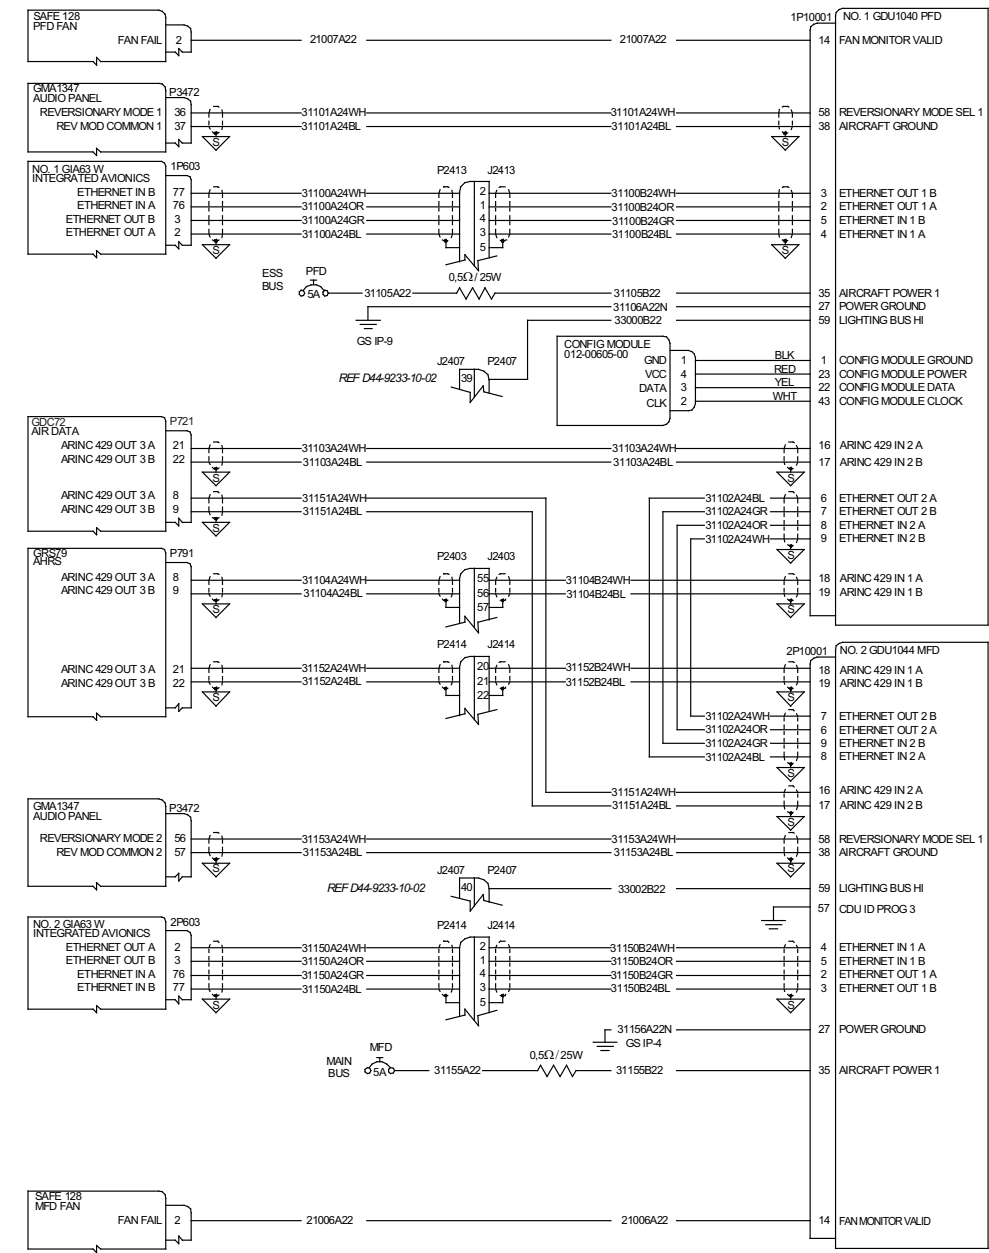 SAFE 128
PFD FAN
FAN FAIL 2 21007A22 21007A22
1P10001 NO. 1 GDU1040 PFD
14 FAN MONITOR VALID
GMA1347
AUDIO PANEL P3472
REVERSIONARY MODE 1 36 31101A24WH 31101A24WH 58 REVERSIONARY MODE SEL 1
REV MOD COMMON 1 37 31101A24BL 31101A24BL 38 AIRCRAFT GROUND
S S
NO. 1 GIA63 W 1P603 P2413 J2413
INTEGRATED AVIONICS
ETHERNET IN B 77 31100A24WH 2 31100B24WH 3 ETHERNET OUT 1 B
ETHERNET IN A 76 31100A24OR 1 31100B24OR 2 ETHERNET OUT 1 A
ETHERNET OUT B 3 31100A24GR 4 31100B24GR 5 ETHERNET IN 1 B
ETHERNET OUT A 2 31100A24BL 3 31100B24BL 4 ETHERNET IN 1 A
S 5 S
ESS BUS PFD 5A 31105A22 0,5Ω / 25W 31105B22 35 AIRCRAFT POWER 1
31106A22N 27 POWER GROUND
GS IP-9
33000B22 59 LIGHTING BUS HI
J2407 P2407
REF D44-9233-10-02 39
CONFIG MODULE
012-00605-00
GND 1 BLK 1 CONFIG MODULE GROUND
VCC 4 RED 23 CONFIG MODULE POWER
DATA 3 YEL 22 CONFIG MODULE DATA
CLK 2 WHT 43 CONFIG MODULE CLOCK
GDC72 P721
AIR DATA
ARINC 429 OUT 3 A 21 31103A24WH 31103A24WH 16 ARINC 429 IN 2 A
ARINC 429 OUT 3 B 22 31103A24BL 31103A24BL 17 ARINC 429 IN 2 B
S S
ARINC 429 OUT 3 A 8 31151A24WH 31102A24BL 6 ETHERNET OUT 2 A
ARINC 429 OUT 3 B 9 31151A24BL 31102A24GR 7 ETHERNET OUT 2 B
S 31102A24OR 8 ETHERNET IN 2 A
31102A24WH 9 ETHERNET IN 2 B
S
GRS79 P791 P2403 J2403
AHRS
ARINC 429 OUT 3 A 8 31104A24WH 55 31104B24WH 18 ARINC 429 IN 1 A
ARINC 429 OUT 3 B 9 31104A24BL 56 31104B24BL 19 ARINC 429 IN 1 B
S 57 S
P2414 J2414
2P10001 NO. 2 GDU1044 MFD
ARINC 429 OUT 3 A 21 31152A24WH 20 31152B24WH 18 ARINC 429 IN 1 A
ARINC 429 OUT 3 B 22 31152A24BL 21 31152B24BL 19 ARINC 429 IN 1 B
S 22 S
31102A24WH 7 ETHERNET OUT 2 B
31102A24OR 6 ETHERNET OUT 2 A
31102A24GR 9 ETHERNET IN 2 B
31102A24BL 8 ETHERNET IN 2 A
S
31151A24WH 16 ARINC 429 IN 2 A
31151A24BL 17 ARINC 429 IN 2 B
S
GMA1347 P3472
AUDIO PANEL
REVERSIONARY MODE 2 56 31153A24WH 31153A24WH 58 REVERSIONARY MODE SEL 1
REV MOD COMMON 2 57 31153A24BL 31153A24BL 38 AIRCRAFT GROUND
S S
J2407 P2407
REF D44-9233-10-02 40 33002B22 59 LIGHTING BUS HI
57 CDU ID PROG 3
NO. 2 GIA63 W 2P603 P2414 J2414
INTEGRATED AVIONICS
ETHERNET OUT A 2 31150A24WH 2 31150B24WH 4 ETHERNET IN 1 A
ETHERNET OUT B 3 31150A24OR 1 31150B24OR 5 ETHERNET IN 1 B
ETHERNET IN A 76 31150A24GR 4 31150B24GR 2 ETHERNET OUT 1 A
ETHERNET IN B 77 31150A24BL 3 31150B24BL 3 ETHERNET OUT 1 B
S 5 S
31156A22N 27 POWER GROUND
GS IP-4
MAIN BUS MFD 5A 31155A22 0,5Ω / 25W 31155B22 35 AIRCRAFT POWER 1
SAFE 128
MFD FAN
FAN FAIL 2 21006A22 21006A22 14 FAN MONITOR VALID